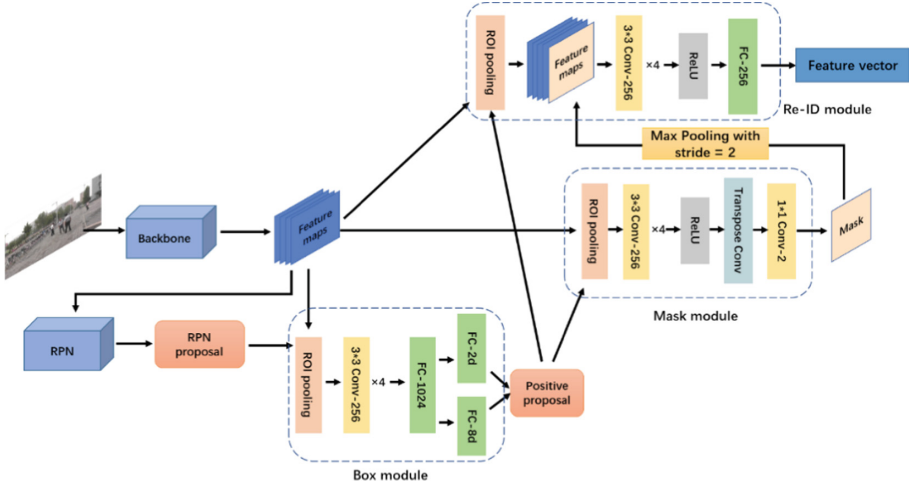 ROI pooling
Feature
maps
3*3 Conv-256
×4
ReLU
FC-256
Feature vector
Re-ID module
Max Pooling with
stride = 2
Backbone
Feature
maps
ROI pooling
3*3 Conv-256
×4
ReLU
Transpose Conv
1*1 Conv-2
Mask
Mask module
RPN
RPN
proposal
ROI pooling
3*3 Conv-256
×4
FC-1024
FC-2d
FC-8d
Positive
proposal
Box module